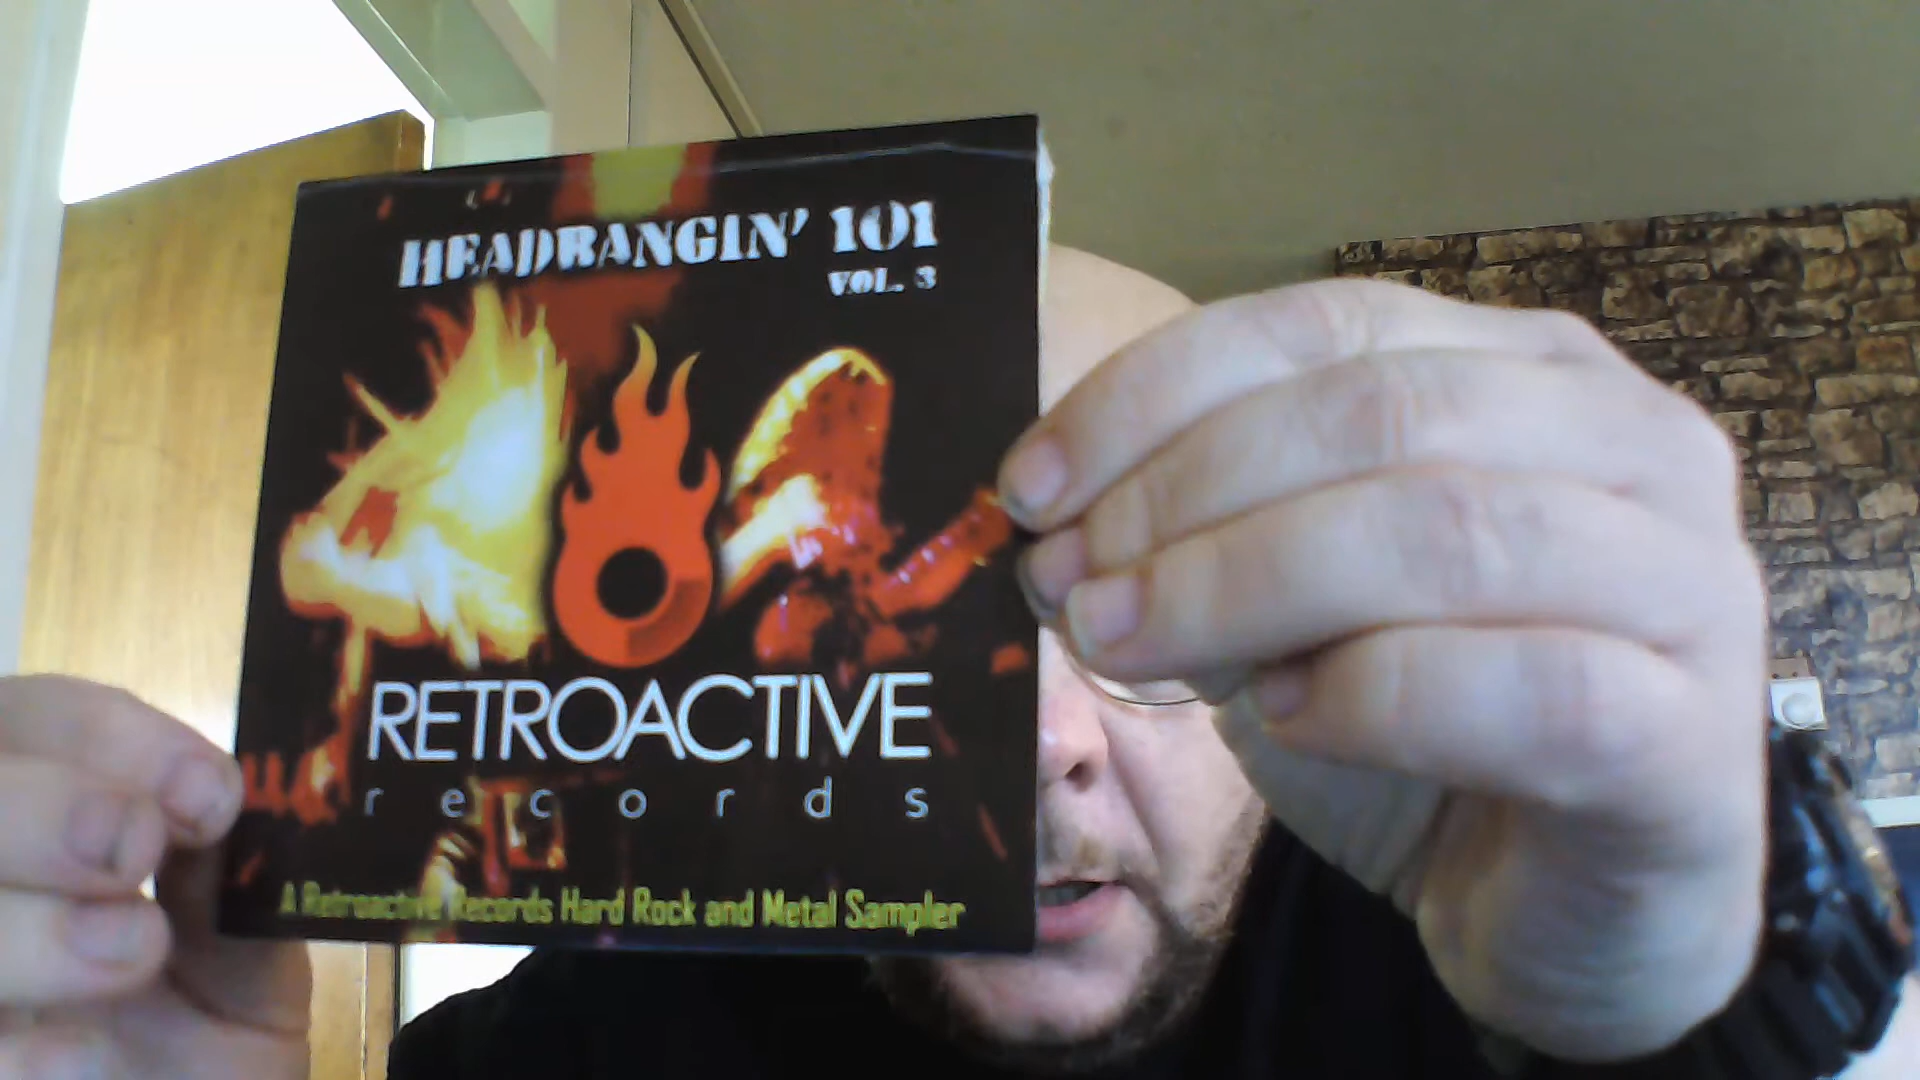 HEADBANGIN' 101
VOL. 3
RETROACTIVE
records
A Retroactive Records Hard Rock and Metal Sampler